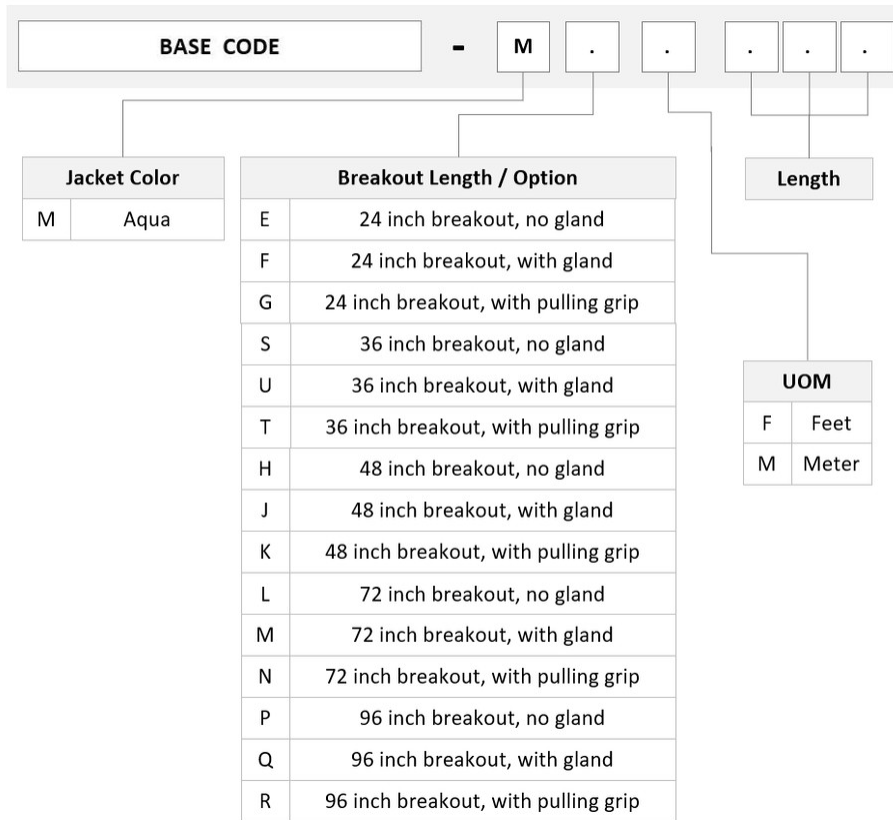 BASE CODE - M . . . . .
Jacket Color
M Aqua
Breakout Length / Option
E 24 inch breakout, no gland
F 24 inch breakout, with gland
G 24 inch breakout, with pulling grip
S 36 inch breakout, no gland
U 36 inch breakout, with gland
T 36 inch breakout, with pulling grip
H 48 inch breakout, no gland
J 48 inch breakout, with gland
K 48 inch breakout, with pulling grip
L 72 inch breakout, no gland
M 72 inch breakout, with gland
N 72 inch breakout, with pulling grip
P 96 inch breakout, no gland
Q 96 inch breakout, with gland
R 96 inch breakout, with pulling grip
Length
UOM
F Feet
M Meter